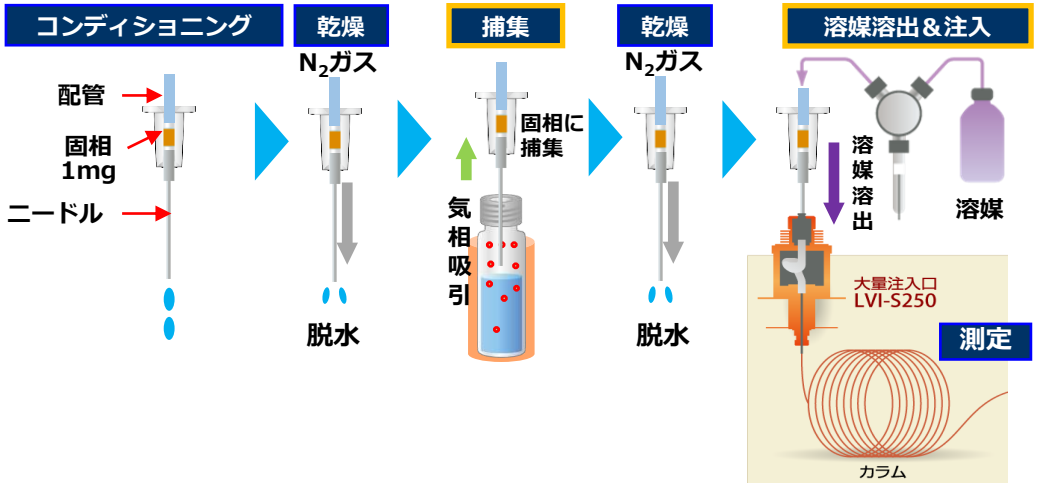 コンディショニング
配管
固相
1mg
ニードル
乾燥
N₂ガス
脱水
捕集
固相に
捕集
気相吸引
乾燥
N₂ガス
脱水
溶媒溶出＆注入
溶媒溶出
溶媒
大量注入口
LVI-S250
測定
カラム